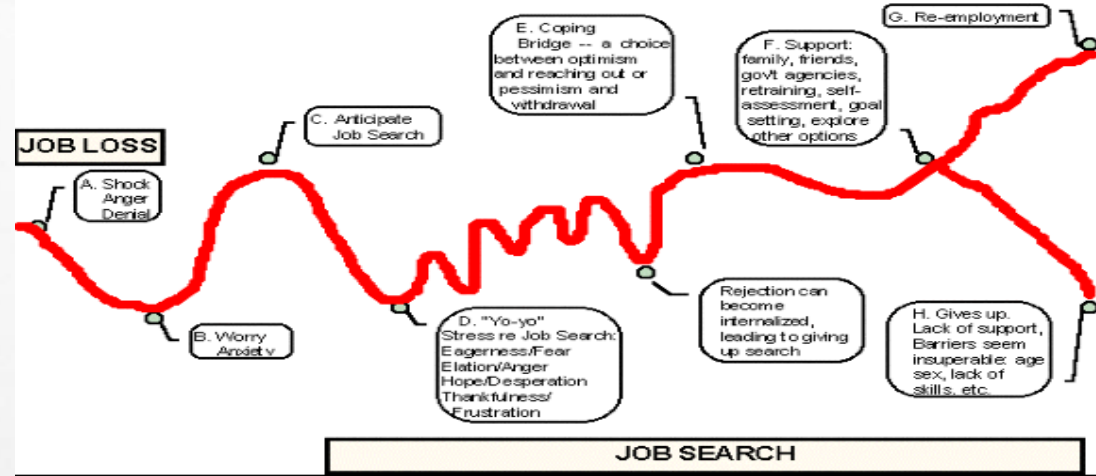 JOB LOSS
A. Shock
Anger
Denial
B. Worry
Anxiety
C. Anticipate
Job Search
D. "Yo-yo"
Stress re Job Search:
Eagerness/Fear
Elation/Anger
Hope/Desperation
Thankfulness/
Frustration
E. Coping
Bridge -- a choice
between optimism
and reaching out or
pessimism and
withdrawal
Rejection can
become
internalized,
leading to giving
up search
F. Support:
family, friends,
gov't agencies,
retraining, self-
assessment, goal
setting, explore
other options
G. Re-employment
H. Gives up.
Lack of support,
Barriers seem
insuperable: age
sex, lack of
skills, etc.
JOB SEARCH